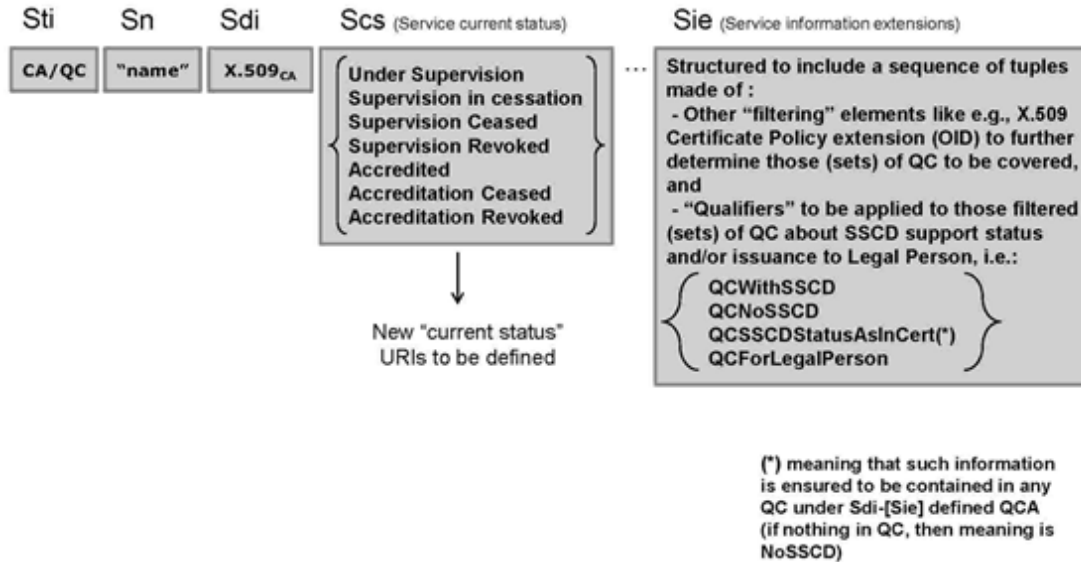 Sti Sn Sdi Scs (Service current status) Sie (Service information extensions)
CA/QC
“name”
X.509CA
Under Supervision
Supervision in cessation
Supervision Ceased
Supervision Revoked
Accredited
Accreditation Ceased
Accreditation Revoked
New “current status”
URIs to be defined
...
Structured to include a sequence of tuples
made of :
- Other “filtering” elements like e.g., X.509
Certificate Policy extension (OID) to further
determine those (sets) of QC to be covered,
and
- “Qualifiers” to be applied to those filtered
(sets) of QC about SSCD support status
and/or issuance to Legal Person, i.e.:
QCWithSSCD
QCNoSSCD
QCSSCDStatusAsInCert(*)
QCForLegalPerson
(*) meaning that such information
is ensured to be contained in any
QC under Sdi-[Sie] defined QCA
(if nothing in QC, then meaning is
NoSSCD)